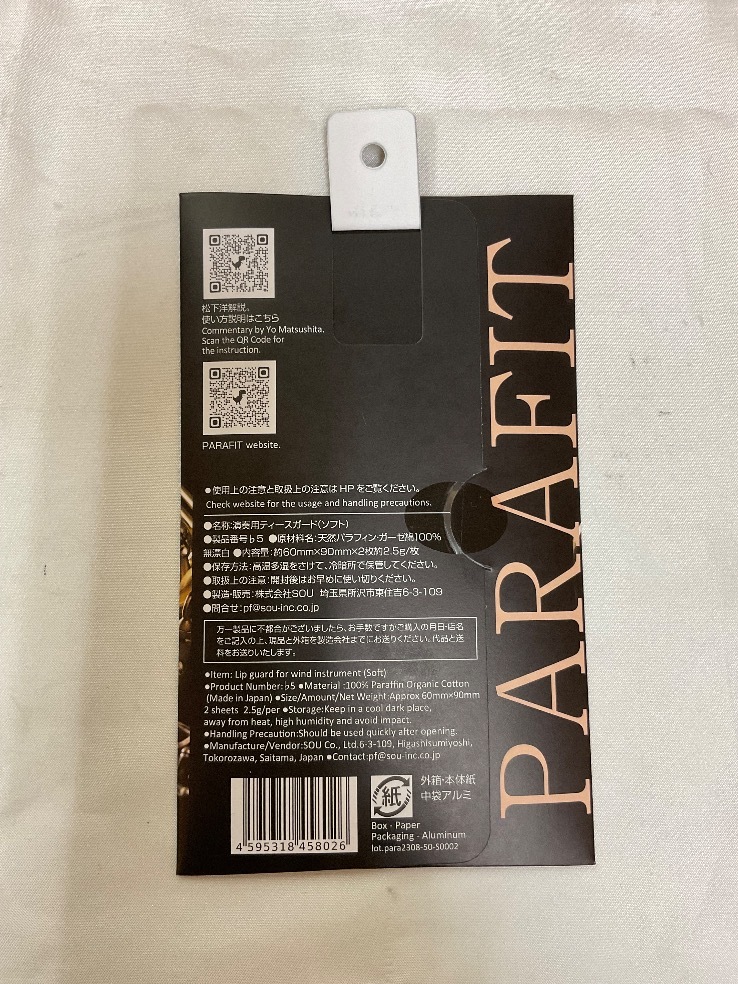 松下洋解説。
使い方説明はこちら
Commentary by Yo Matsushita.
Scan the QR Code for
the instruction.
PARAFIT website.
●使用上の注意と取扱上の注意は HP をご覧ください。
Check website for the usage and handling precautions.
●名称:演奏用ティースガード(ソフト)
●製品番号♭5 ●原材料名:天然パラフィン・ガーゼ綿100%
無漂白 ●内容量:約60mm×90mm×2枚約2.5g/枚
●保存方法:高温多湿をさけて、冷暗所で保管してください。
●取扱上の注意:開封後はお早めに使い切りください。
●製造・販売:株式会社SOU 埼玉県所沢市東住吉6-3-109
●問合せ:pf@sou-inc.co.jp
万一製品に不都合がございましたら、お手数ですがご購入の月日・店名
をご記入の上、現品と外箱を製造会社までにお送りください。代品と送
料をお送りいたします。
●Item: Lip guard for wind instrument (Soft)
●Product Number:♭5 ●Material :100% Paraffin Organic Cotton
(Made in Japan) ●Size/Amount/Net Weight:Approx 60mm×90mm
2 sheets 2.5g/per ●Storage:Keep in a cool dark place,
away from heat, high humidity and avoid impact.
●Handling Precaution:Should be used quickly after opening.
●Manufacture/Vendor:SOU Co., Ltd.6-3-109, Higashisumiyoshi,
Tokorozawa, Saitama, Japan ●Contact:pf@sou-inc.co.jp
4 595318 458026
紙
外箱・本体紙
中袋アルミ
Box - Paper
Packaging - Aluminum
lot.para2308-50-S0002
PARAFIT